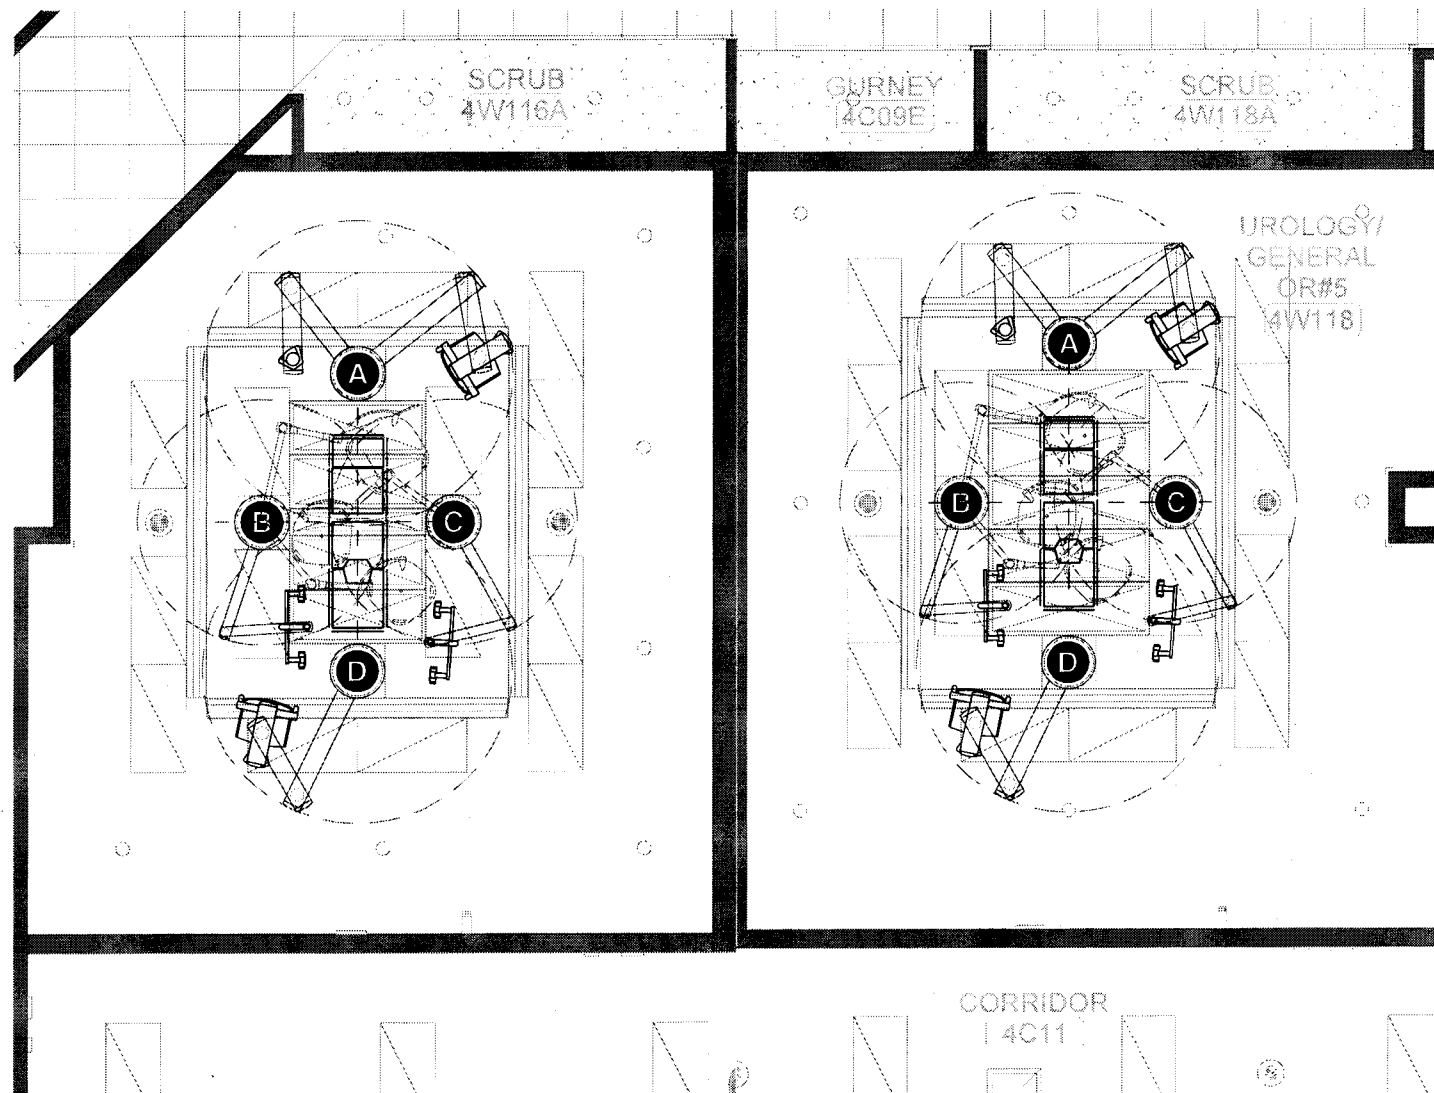 SCRUB
4W116A
GURNEY
4C09E
SCRUB
4W118A
UROLOGY/
GENERAL
OR#5
4W118
A
A
B
C
B
C
D
D
CORRIDOR
4C11